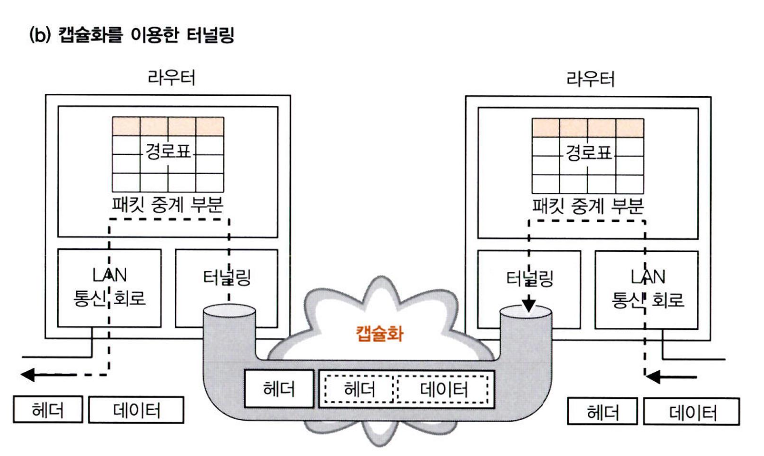 (b) 캡슐화를 이용한 터널링
라우터
경로표
패킷 중계 부분
LAN
통신 회로
터널링
라우터
경로표
패킷 중계 부분
터널링
LAN
통신 회로
캡슐화
헤더
헤더
데이터
헤더
데이터
헤더
데이터